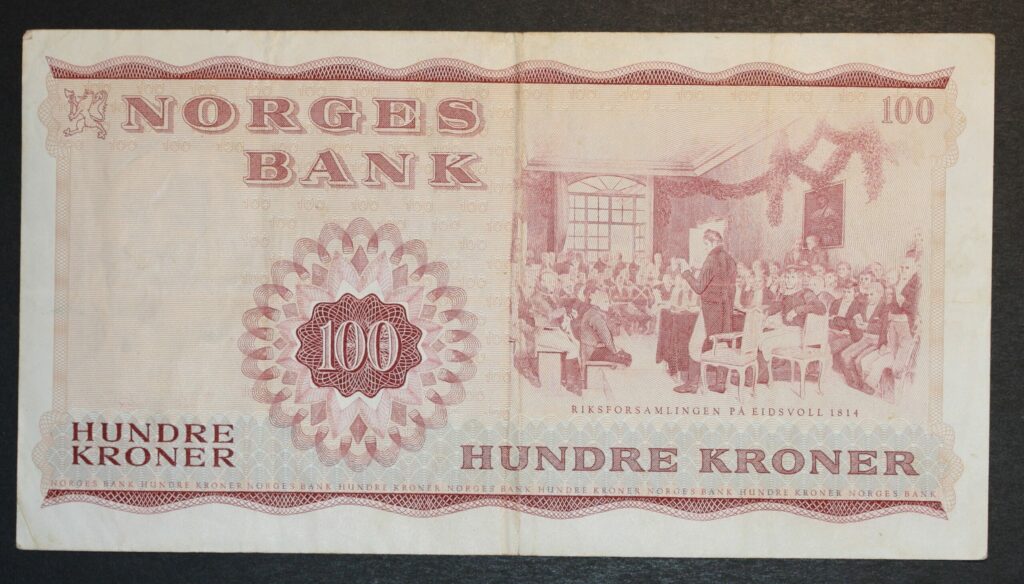 NORGES
BANK
100
100
RIKSFORSAMLINGEN PÅ EIDSVOLL 1814
HUNDRE
KRONER
HUNDRE KRONER
NORGES BANK HUNDRE KRONER NORGES BANK HUNDRE KRONER NORGES BANK HUNDRE KRONER NORGES BANK HUNDRE KRONER NORGES BANK